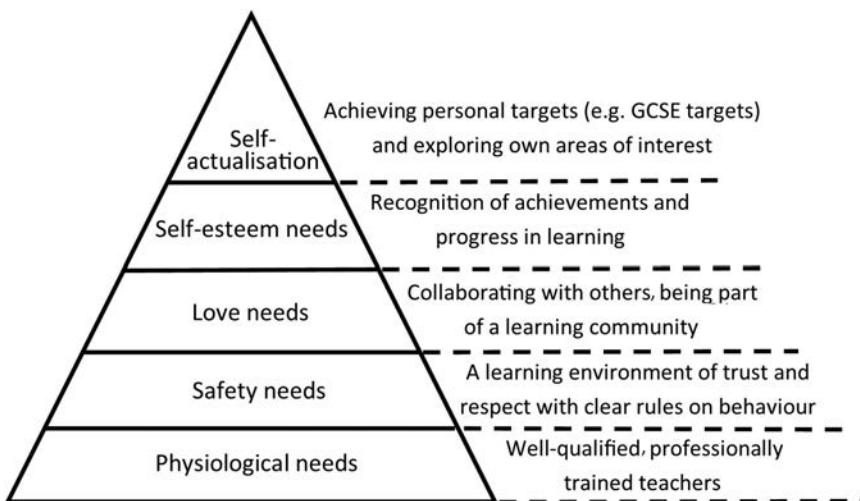 Self-
actualisation
Achieving personal targets (e.g. GCSE targets)
and exploring own areas of interest
Self-esteem needs
Recognition of achievements and
progress in learning
Love needs
Collaborating with others, being part
of a learning community
Safety needs
A learning environment of trust and
respect with clear rules on behaviour
Physiological needs
Well-qualified, professionally
trained teachers